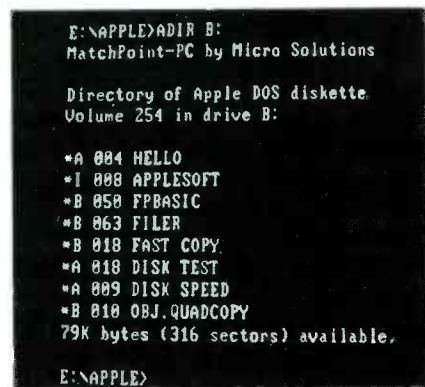 E:\APPLE>ADIR B:
MatchPoint-PC by Micro Solutions
Directory of Apple DOS diskette.
Volume 254 in drive B:
*A 004 HELLO
*I 008 APPLESOFT
*B 050 FPBASIC
*B 063 FILER
*B 018 FAST COPY
*A 018 DISK TEST
*A 009 DISK SPEED
*B 010 OBJ.QUADCOPY
79K bytes (316 sectors) available.
E:\APPLE>